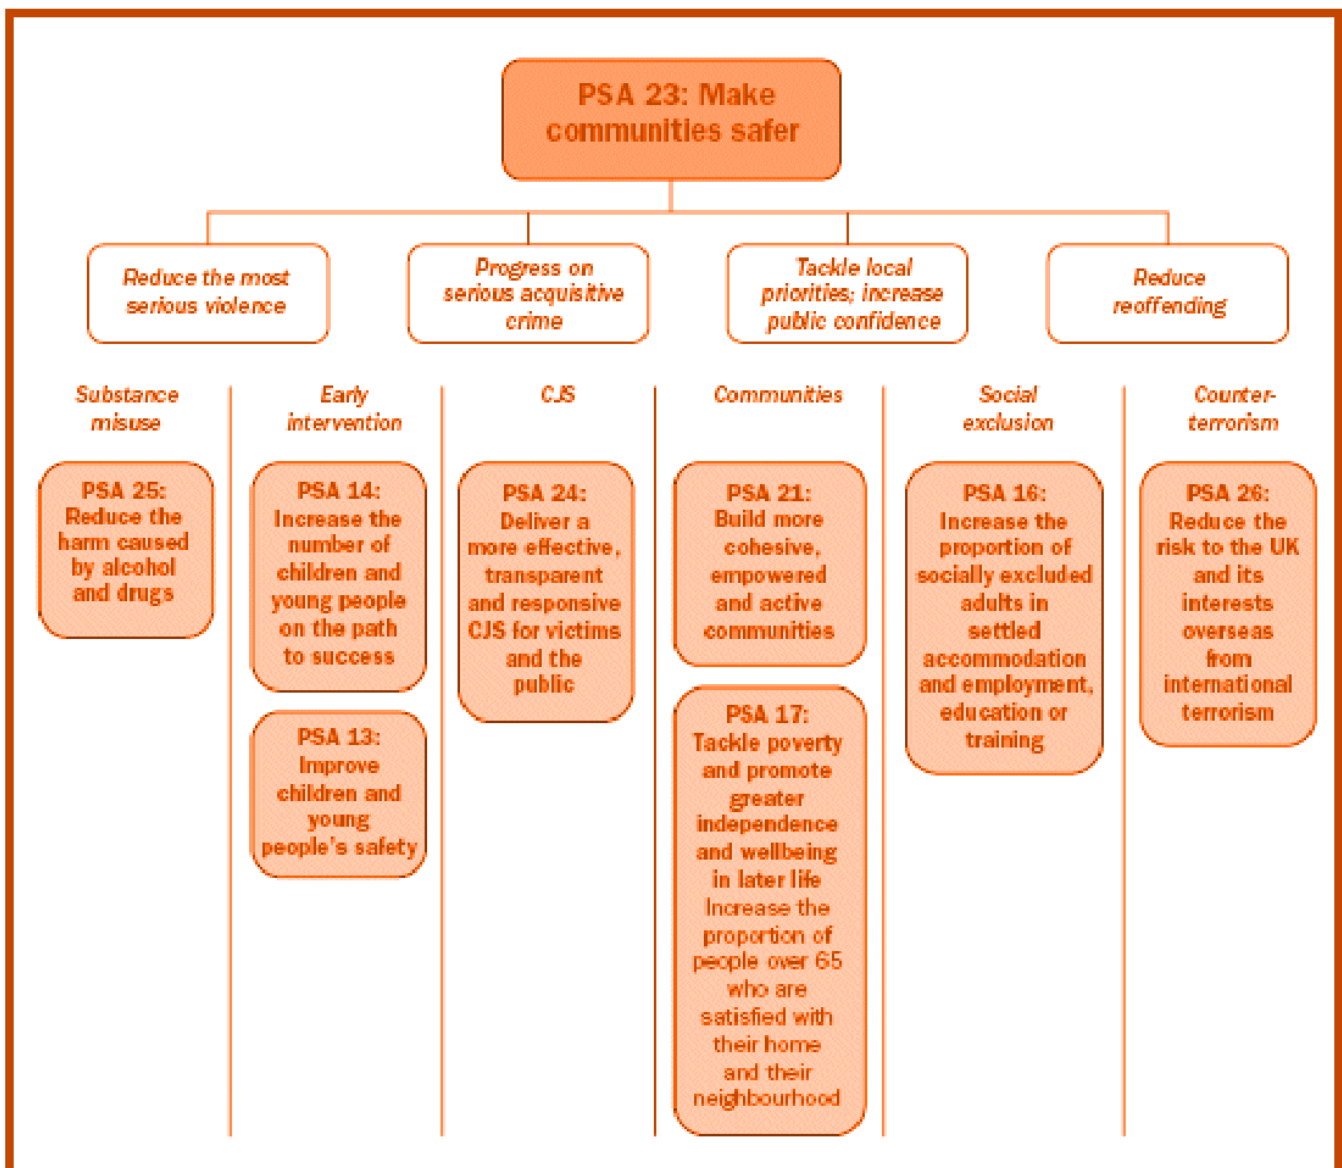 PSA 23: Make
communities safer
Reduce the most
serious violence
Progress on
serious acquisitive
crime
Tackle local
priorities; increase
public confidence
Reduce
reoffending
Substance
misuse
Early
intervention
CJS
Communities
Social
exclusion
Counter-
terrorism
PSA 25:
Reduce the
harm caused
by alcohol
and drugs
PSA 14:
Increase the
number of
children and
young people
on the path
to success
PSA 13:
Improve
children and
young
people's safety
PSA 24:
Deliver a
more effective,
transparent
and responsive
CJS for victims
and the
public
PSA 21:
Build more
cohesive,
empowered
and active
communities
PSA 17:
Tackle poverty
and promote
greater
independence
and wellbeing
in later life
Increase the
proportion of
people over 65
who are
satisfied with
their home
and their
neighbourhood
PSA 16:
Increase the
proportion of
socially excluded
adults in
settled
accommodation
and employment,
education or
training
PSA 26:
Reduce the
risk to the UK
and its
interests
overseas
from
international
terrorism